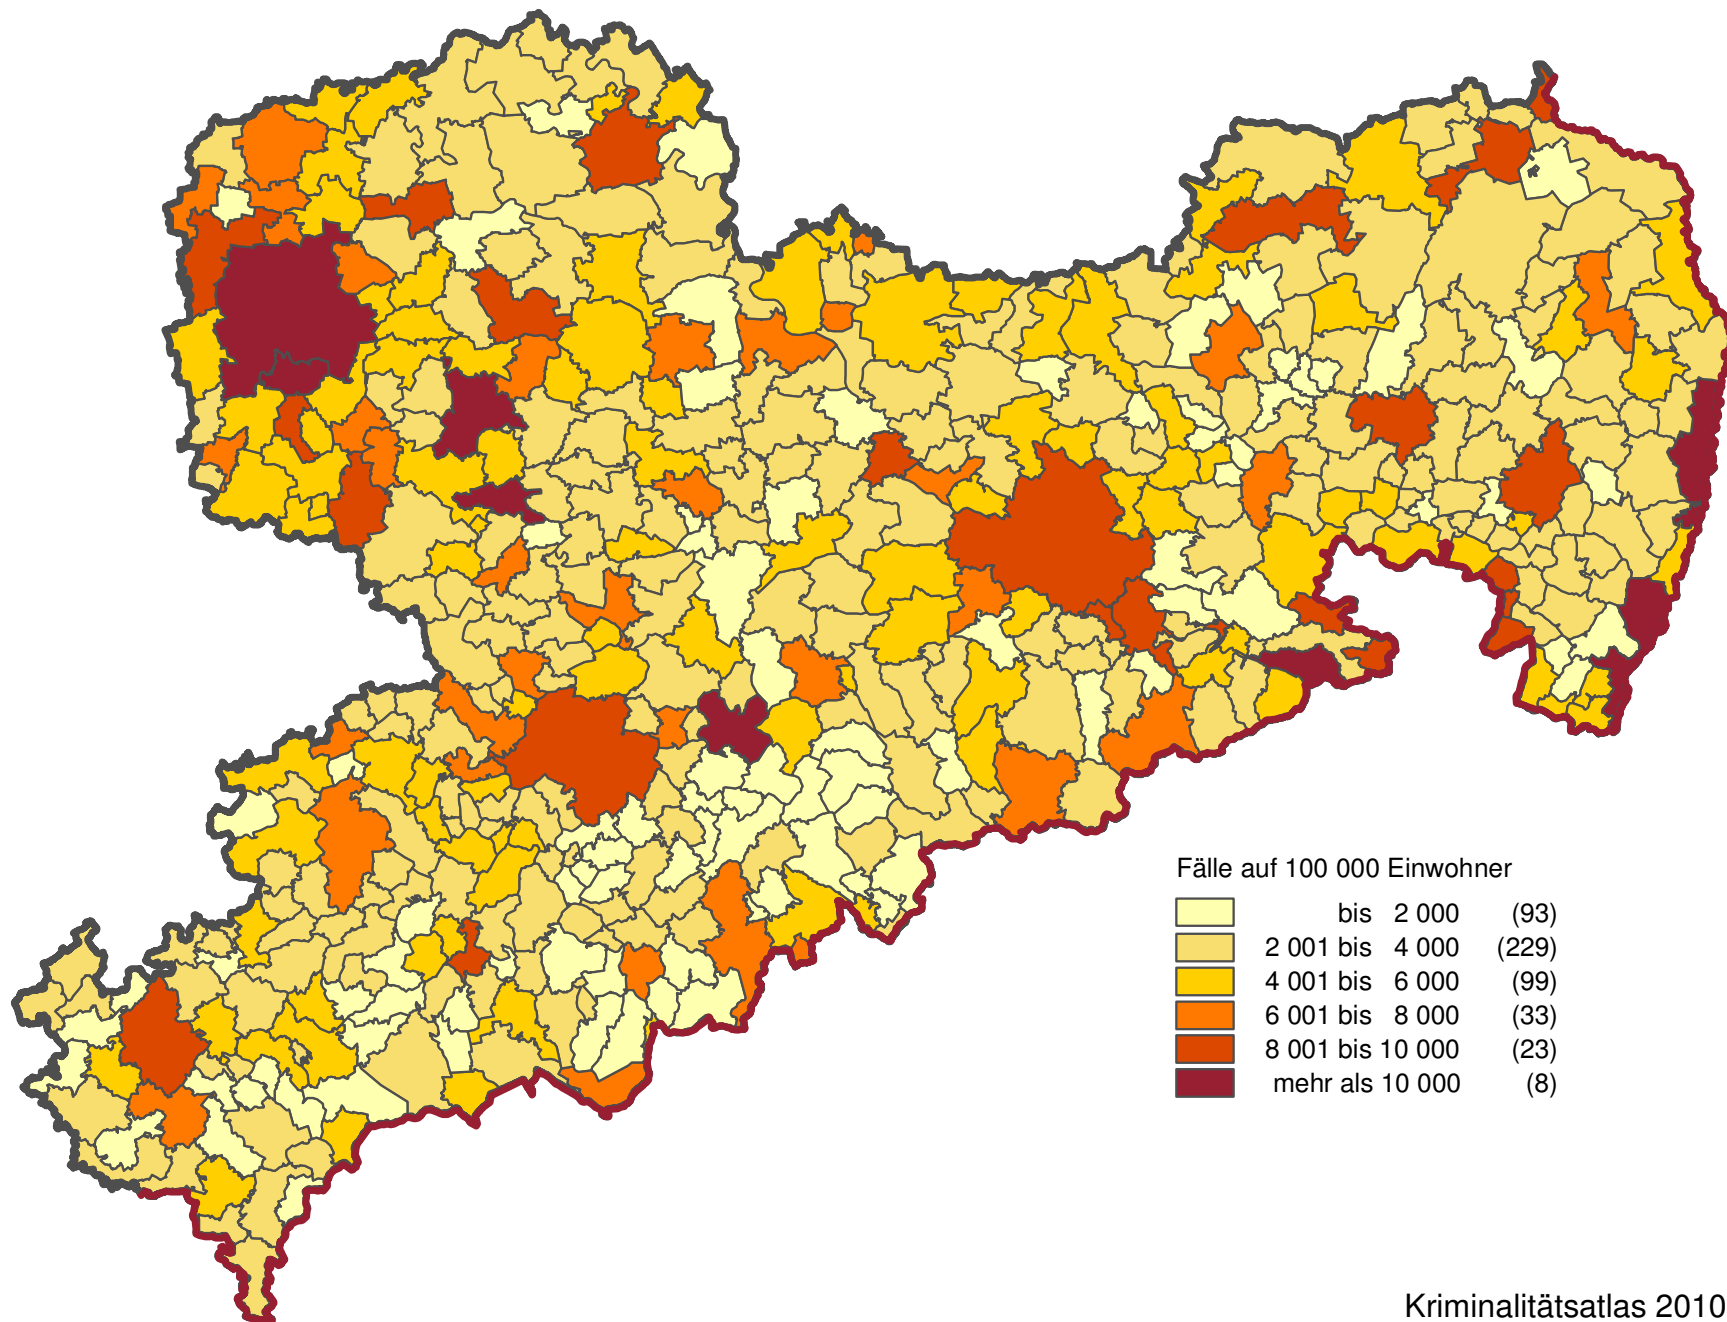 Fälle auf 100 000 Einwohner
bis 2 000 (93)
2 001 bis 4 000 (229)
4 001 bis 6 000 (99)
6 001 bis 8 000 (33)
8 001 bis 10 000 (23)
mehr als 10 000 (8)
Kriminalitätsatlas 2010